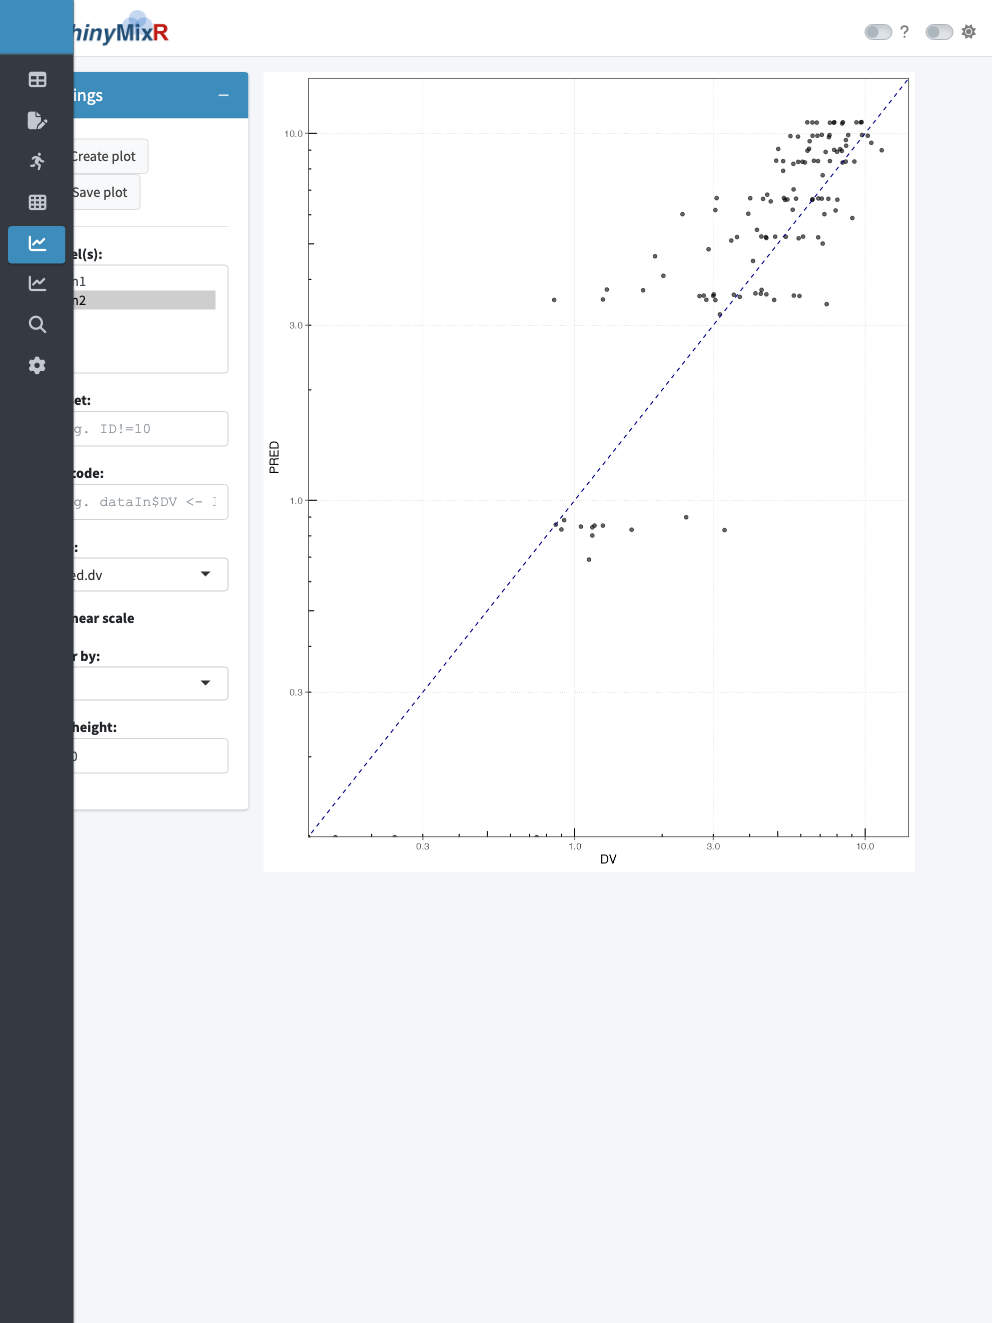 hinyMixR
?
ings
Create plot
Save plot
el(s):
n1
n2
et:
g. ID!=10
code:
g. dataIn$DV <-
:
ed.dv
near scale
r by:
height:
0
10.0
3.0
1.0
0.3
PRED
0.3 1.0 3.0 10.0
DV